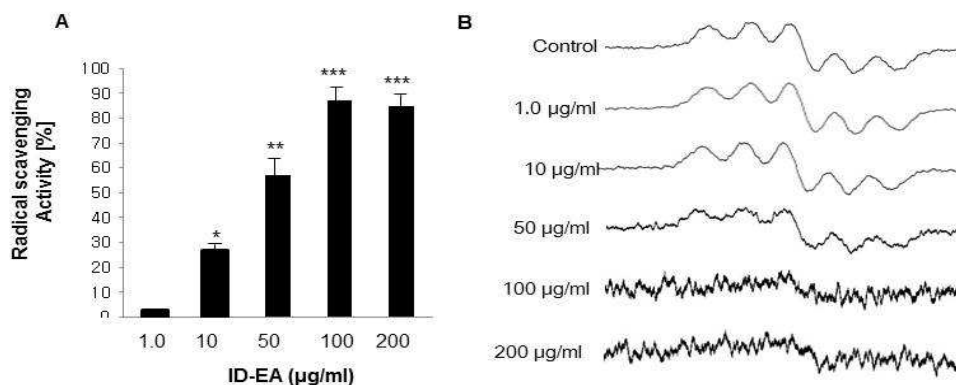 A
Radical scavenging
Activity [%]
100
90
80
70
60
50
40
30
20
10
0
*
**
***
***
1.0
10
50
100
200
ID-EA (µg/ml)
B
Control
1.0 µg/ml
10 µg/ml
50 µg/ml
100 µg/ml
200 µg/ml